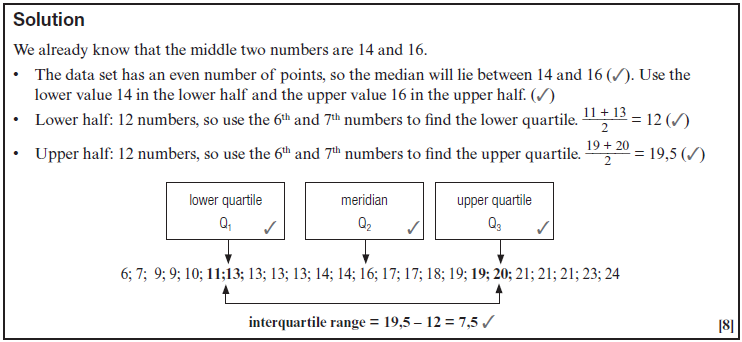 Solution
We already know that the middle two numbers are 14 and 16.
• The data set has an even number of points, so the median will lie between 14 and 16 (✓). Use the
lower value 14 in the lower half and the upper value 16 in the upper half. (✓)
• Lower half: 12 numbers, so use the 6th and 7th numbers to find the lower quartile. (11 + 13)/2 = 12 (✓)
• Upper half: 12 numbers, so use the 6th and 7th numbers to find the upper quartile. (19 + 20)/2 = 19,5 (✓)
lower quartile Q₁ ✓
meridian Q₂ ✓
upper quartile Q₃ ✓
6; 7; 9; 9; 10; 11;13; 13; 13; 13; 14; 14; 16; 17; 17; 18; 19; 19; 20; 21; 21; 21; 23; 24
interquartile range = 19,5 – 12 = 7,5 ✓
[8]